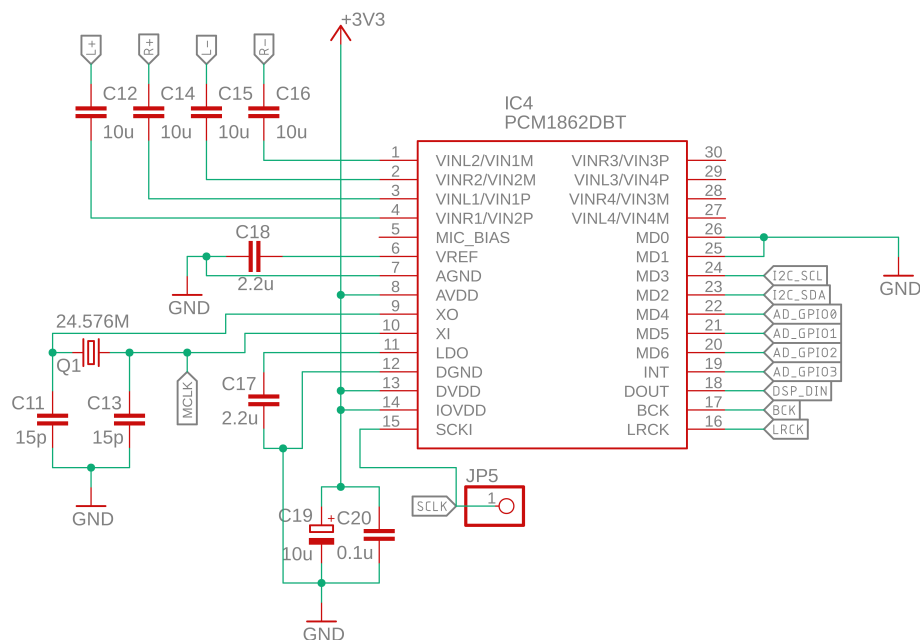 +3V3
L+
R+
L-
R-
C12
C14
C15
C16
10u
10u
10u
10u
IC4
PCM1862DBT
1
VINL2/VIN1M
VINR3/VIN3P
30
2
VINR2/VIN2M
VINL3/VIN4P
29
3
VINL1/VIN1P
VINR4/VIN3M
28
4
VINR1/VIN2P
VINL4/VIN4M
27
5
MIC_BIAS
MD0
26
6
VREF
MD1
25
7
AGND
MD3
24
I2C_SCL
8
AVDD
MD2
23
I2C_SDA
9
XO
MD4
22
AD_GPIO0
10
XI
MD5
21
AD_GPIO1
11
LDO
MD6
20
AD_GPIO2
12
DGND
INT
19
AD_GPIO3
13
DVDD
DOUT
18
DSP_DIN
14
IOVDD
BCK
17
BCK
15
SCKI
LRCK
16
LRCK
C18
2.2u
GND
GND
24.576M
Q1
MCLK
C11
15p
C13
15p
GND
C17
2.2u
JP5
1
SCLK
C19
+
10u
C20
0.1u
GND